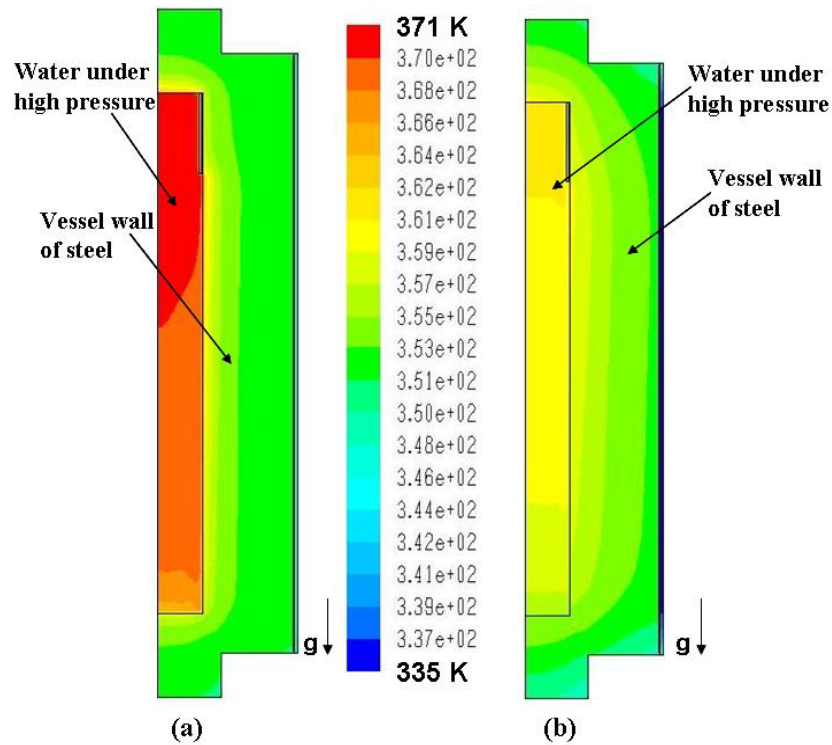 371 K
3.70e+02
3.68e+02
3.66e+02
3.64e+02
3.62e+02
3.61e+02
3.59e+02
3.57e+02
3.55e+02
3.53e+02
3.51e+02
3.50e+02
3.48e+02
3.46e+02
3.44e+02
3.42e+02
3.41e+02
3.39e+02
3.37e+02
335 K
Water under
high pressure
Vessel wall
of steel
g
(a)
Water under
high pressure
Vessel wall
of steel
g
(b)